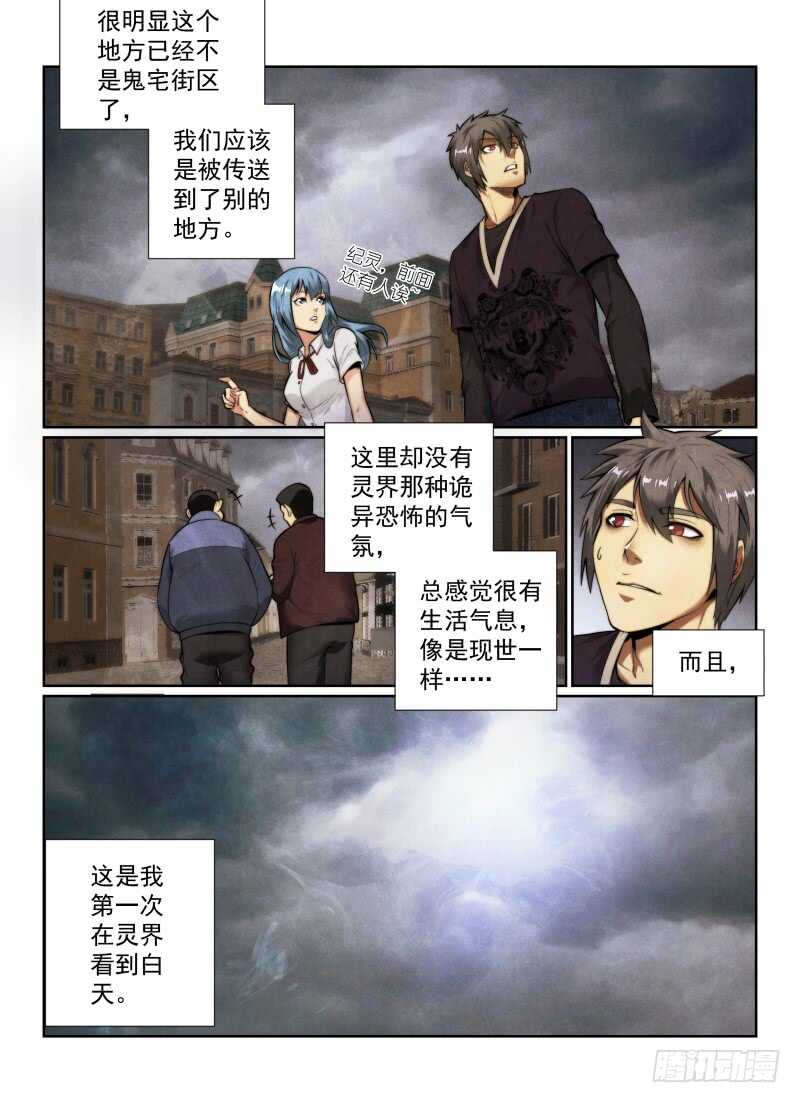 很明显这个
地方已经不
是鬼宅街区
了，
我们应该
是被传送
到了别的
地方。
纪灵，前面
还有人诶~
这里却没有
灵界那种诡
异恐怖的气
氛，
总感觉很有
生活气息，
像是现世一
样……
而且，
这是我
第一次
在灵界
看到白
天。
腾讯动漫